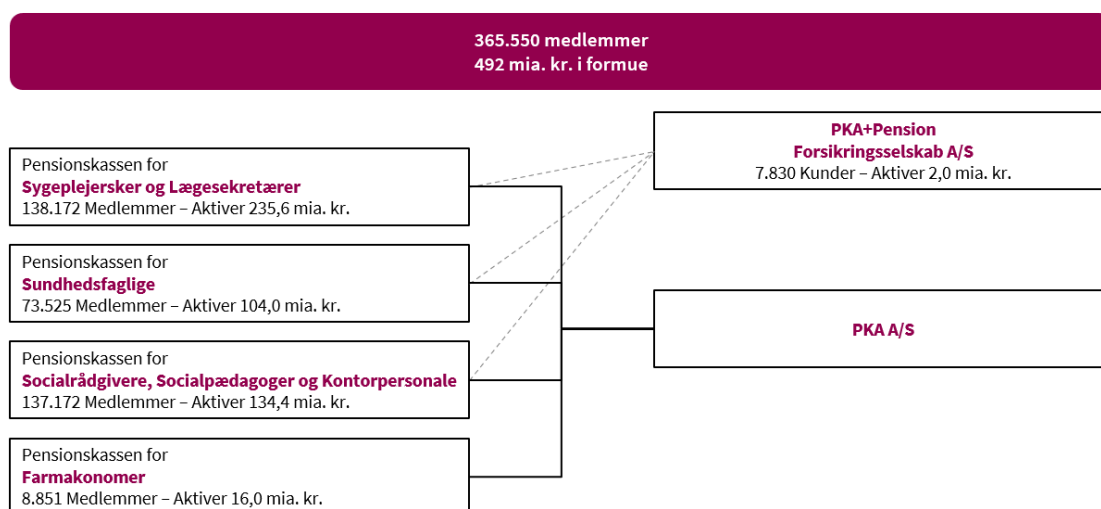 365.550 medlemmer
492 mia. kr. i formue
Pensionskassen for
Sygeplejersker og Lægesekretærer
138.172 Medlemmer – Aktiver 235,6 mia. kr.
Pensionskassen for
Sundhedsfaglige
73.525 Medlemmer – Aktiver 104,0 mia. kr.
Pensionskassen for
Socialrådgivere, Socialpædagoger og Kontorpersonale
137.172 Medlemmer – Aktiver 134,4 mia. kr.
Pensionskassen for
Farmakonomer
8.851 Medlemmer – Aktiver 16,0 mia. kr.
PKA+Pension
Forsikringsselskab A/S
7.830 Kunder – Aktiver 2,0 mia. kr.
PKA A/S